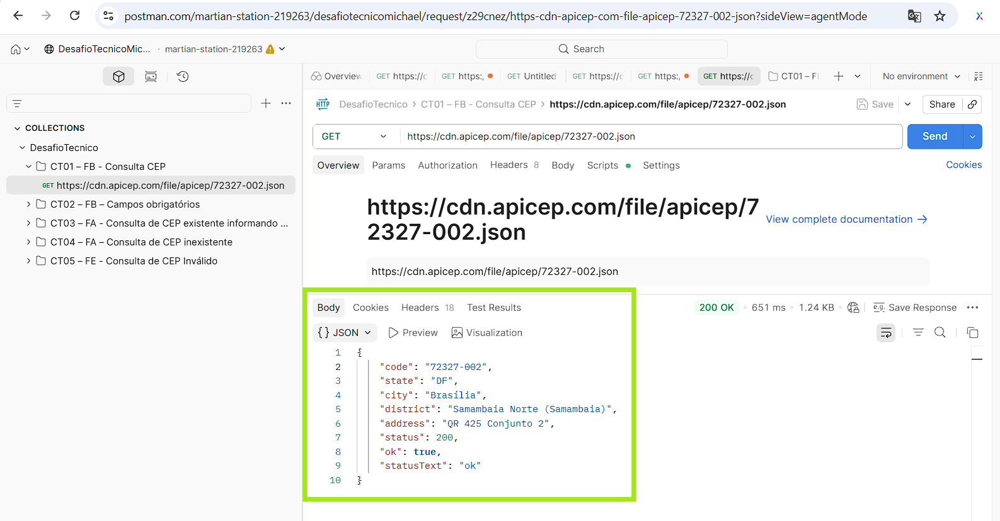 postman.com/martian-station-219263/desafiotecnicomichael/request/z29cnez/https-cdn-apicep-com-file-apicep-72327-002-json?sideView=agentMode
DesafioTecnicoMic... · martian-station-219263
Search
Overview GET https://c GET https:/ GET Untitled GET https://c GET https:/ GET https://c CT01 – F No environment
DesafioTecnico > CT01 – FB - Consulta CEP > https://cdn.apicep.com/file/apicep/72327-002.json
Save Share
COLLECTIONS
DesafioTecnico
CT01 – FB - Consulta CEP
GET https://cdn.apicep.com/file/apicep/72327-002.json
CT02 – FB – Campos obrigatórios
CT03 – FA - Consulta de CEP existente informando ...
CT04 – FA – Consulta de CEP inexistente
CT05 – FE - Consulta de CEP Inválido
GET https://cdn.apicep.com/file/apicep/72327-002.json Send
Overview Params Authorization Headers 8 Body Scripts Settings Cookies
https://cdn.apicep.com/file/apicep/7
2327-002.json
View complete documentation →
https://cdn.apicep.com/file/apicep/72327-002.json
Body Cookies Headers 18 Test Results 200 OK • 651 ms • 1.24 KB • e.g. Save Response
{} JSON Preview Visualization
1 {
2 "code": "72327-002",
3 "state": "DF",
4 "city": "Brasília",
5 "district": "Samambaia Norte (Samambaia)",
6 "address": "QR 425 Conjunto 2",
7 "status": 200,
8 "ok": true,
9 "statusText": "ok"
10 }